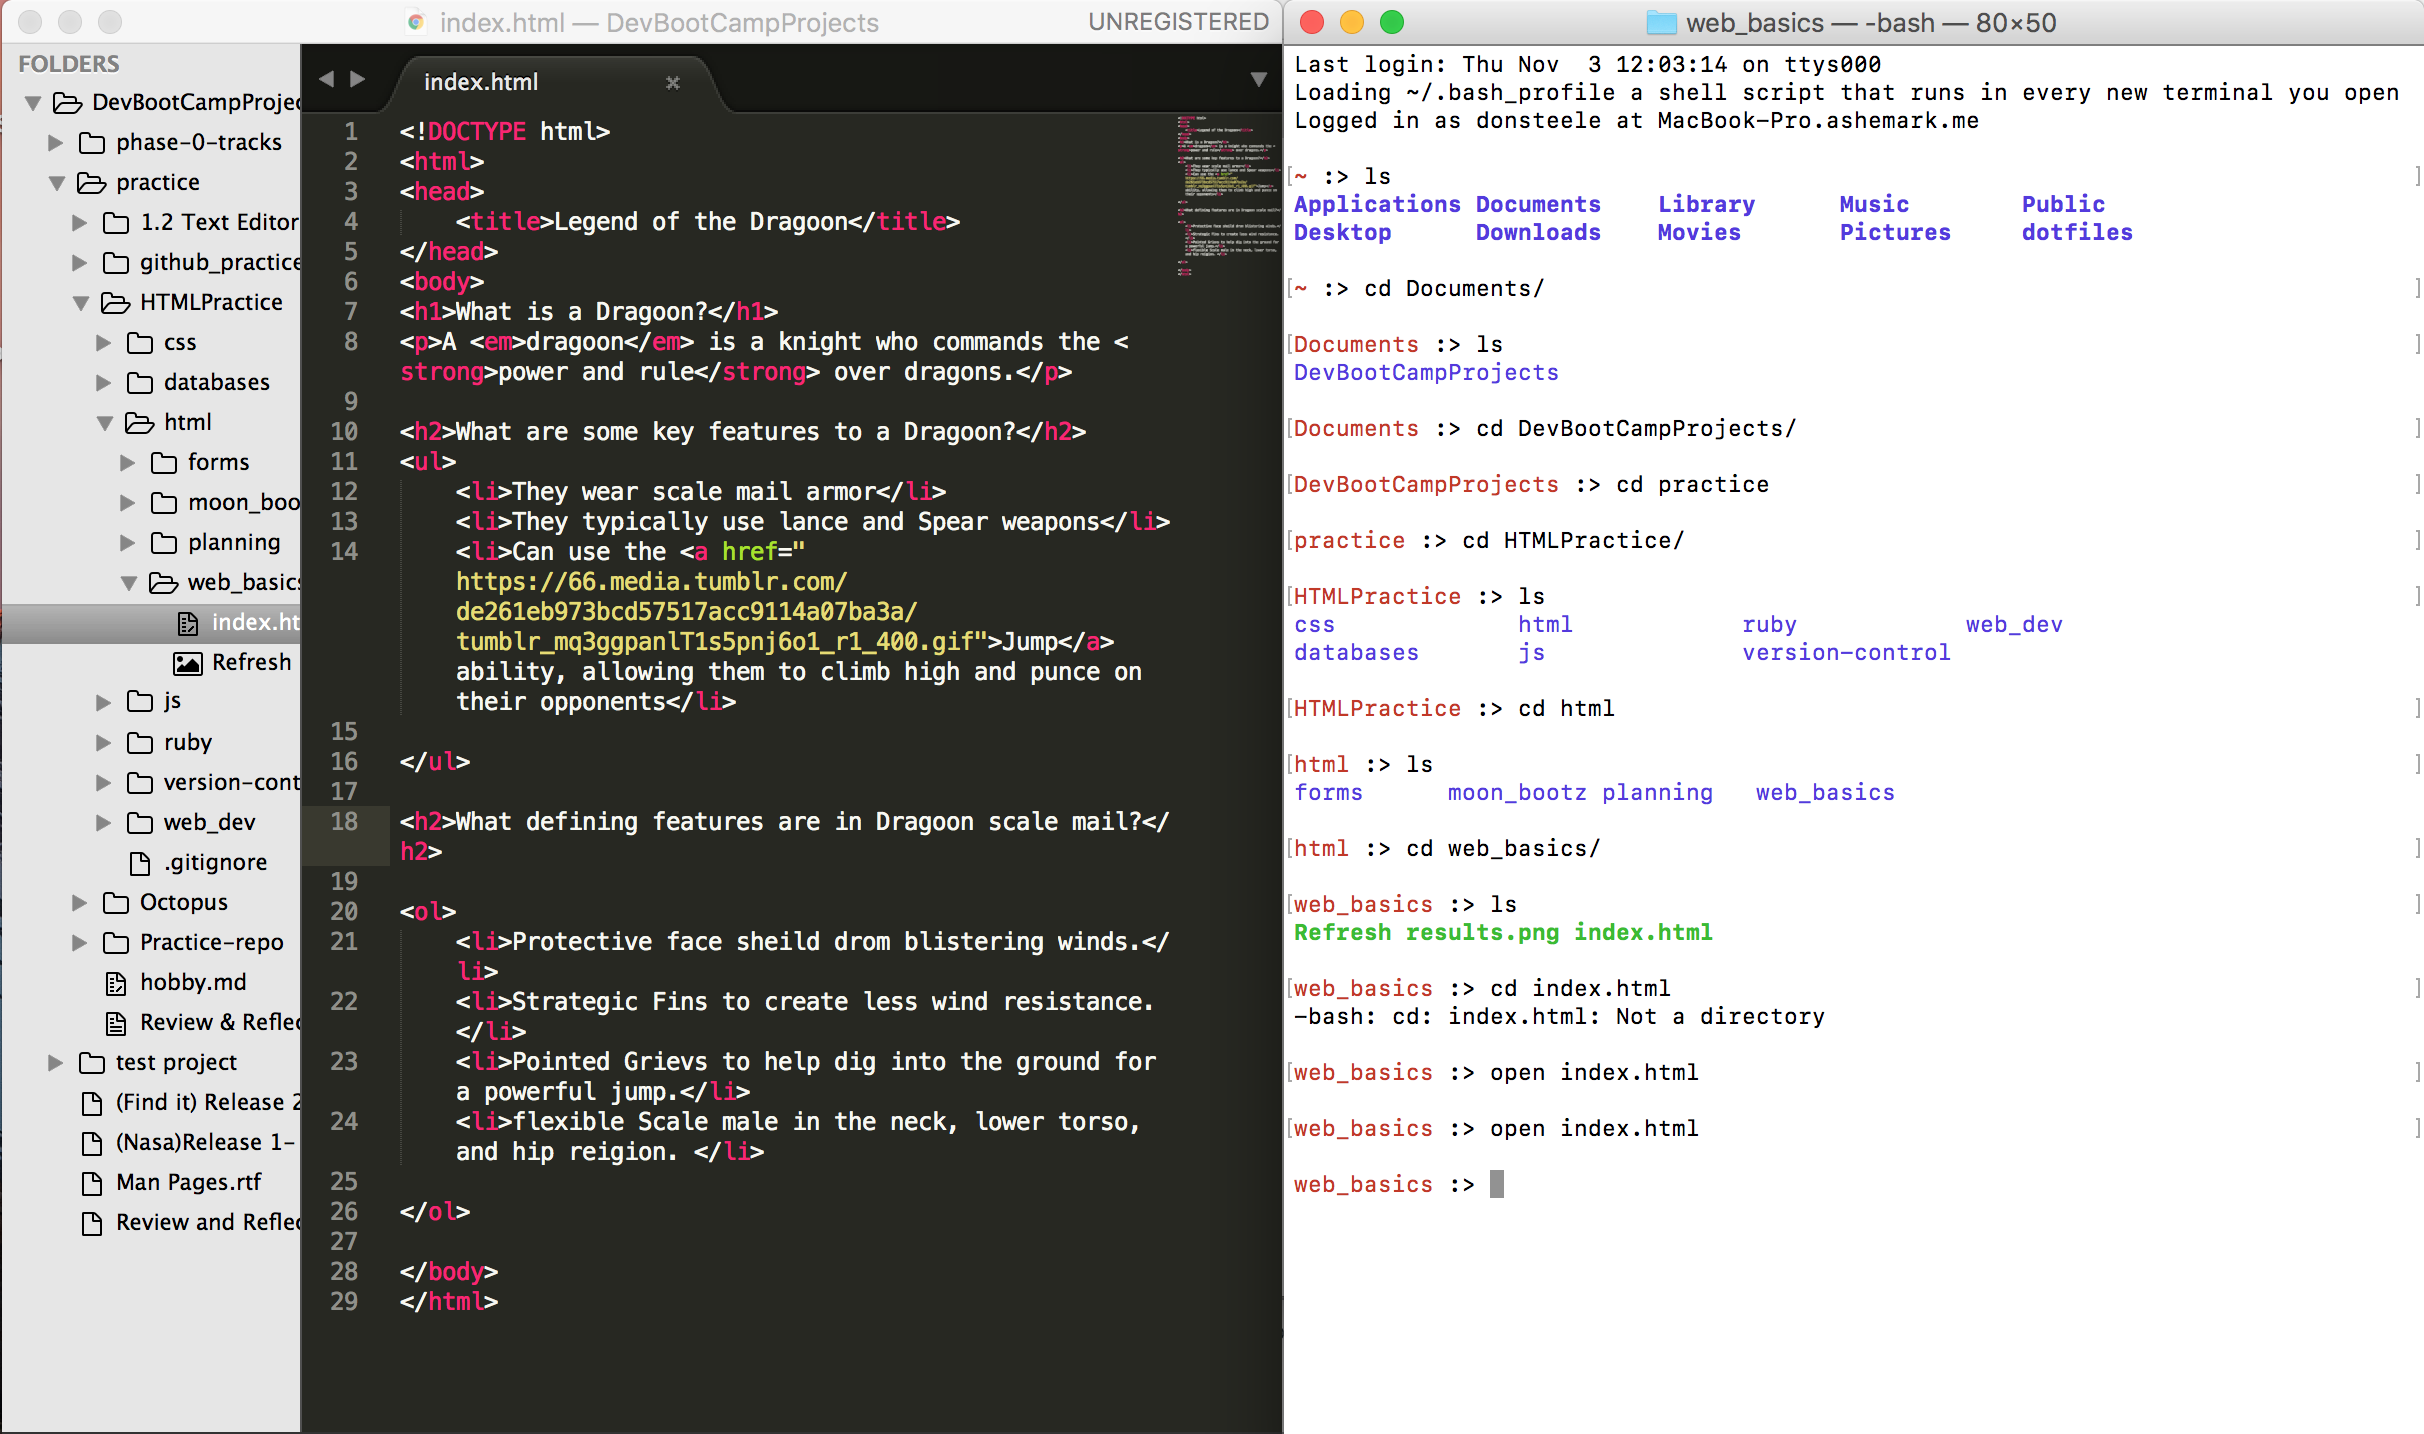 index.html — DevBootCampProjects
UNREGISTERED
FOLDERS
DevBootCampProjec
phase-0-tracks
practice
1.2 Text Editor
github_practice
HTMLPractice
css
databases
html
forms
moon_boo
planning
web_basics
index.ht
Refresh
js
ruby
version-cont
web_dev
.gitignore
Octopus
Practice-repo
hobby.md
Review & Reflec
test project
(Find it) Release 2
(Nasa)Release 1-
Man Pages.rtf
Review and Reflec
index.html
1 <!DOCTYPE html>
2 <html>
3 <head>
4 <title>Legend of the Dragoon</title>
5 </head>
6 <body>
7 <h1>What is a Dragoon?</h1>
8 <p>A <em>dragoon</em> is a knight who commands the <
strong>power and rule</strong> over dragons.</p>
9
10 <h2>What are some key features to a Dragoon?</h2>
11 <ul>
12 <li>They wear scale mail armor</li>
13 <li>They typically use lance and Spear weapons</li>
14 <li>Can use the <a href="
https://66.media.tumblr.com/
de261eb973bcd57517acc9114a07ba3a/
tumblr_mq3ggpanlT1s5pnj6o1_r1_400.gif">Jump</a>
ability, allowing them to climb high and punce on
their opponents</li>
15
16 </ul>
17
18 <h2>What defining features are in Dragoon scale mail?</
h2>
19
20 <ol>
21 <li>Protective face sheild drom blistering winds.</
li>
22 <li>Strategic Fins to create less wind resistance.
</li>
23 <li>Pointed Grievs to help dig into the ground for
a powerful jump.</li>
24 <li>flexible Scale male in the neck, lower torso,
and hip reigion. </li>
25
26 </ol>
27
28 </body>
29 </html>
web_basics — -bash — 80×50
Last login: Thu Nov  3 12:03:14 on ttys000
Loading ~/.bash_profile a shell script that runs in every new terminal you open
Logged in as donsteele at MacBook-Pro.ashemark.me
[~ :> ls ]
Applications Documents Library Music Public
Desktop Downloads Movies Pictures dotfiles
[~ :> cd Documents/ ]
[Documents :> ls ]
DevBootCampProjects
[Documents :> cd DevBootCampProjects/ ]
[DevBootCampProjects :> cd practice ]
[practice :> cd HTMLPractice/ ]
[HTMLPractice :> ls ]
css html ruby web_dev
databases js version-control
[HTMLPractice :> cd html ]
[html :> ls ]
forms moon_bootz planning web_basics
[html :> cd web_basics/ ]
[web_basics :> ls ]
Refresh results.png index.html
[web_basics :> cd index.html ]
-bash: cd: index.html: Not a directory
[web_basics :> open index.html ]
[web_basics :> open index.html ]
web_basics :>